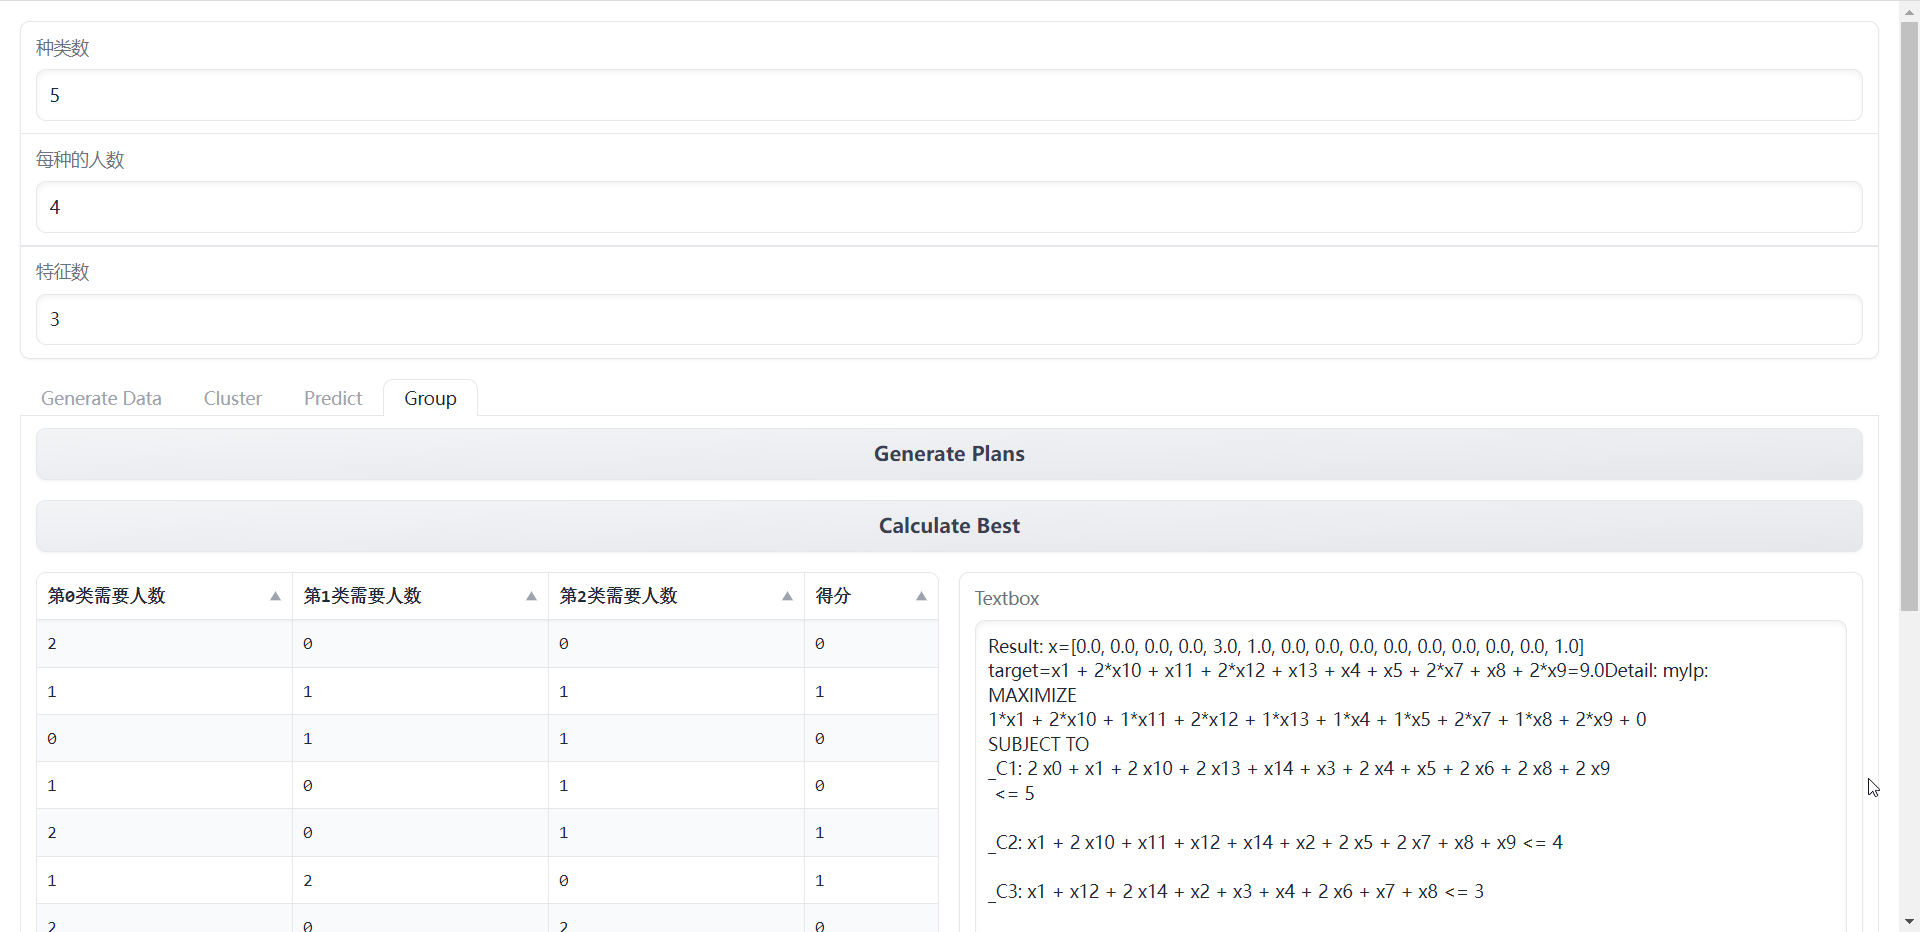 种类数
5
每种的人数
4
特征数
3
Generate Data Cluster Predict Group
Generate Plans
Calculate Best
第0类需要人数 第1类需要人数 第2类需要人数 得分
2 0 0 0
1 1 1 1
0 1 1 0
1 0 1 0
2 0 1 1
1 2 0 1
2 0 2 0
Textbox
Result: x=[0.0, 0.0, 0.0, 0.0, 3.0, 1.0, 0.0, 0.0, 0.0, 0.0, 0.0, 0.0, 0.0, 0.0, 1.0]
target=x1 + 2*x10 + x11 + 2*x12 + x13 + x4 + x5 + 2*x7 + x8 + 2*x9=9.0Detail: mylp:
MAXIMIZE
1*x1 + 2*x10 + 1*x11 + 2*x12 + 1*x13 + 1*x4 + 1*x5 + 2*x7 + 1*x8 + 2*x9 + 0
SUBJECT TO
_C1: 2 x0 + x1 + 2 x10 + 2 x13 + x14 + x3 + 2 x4 + x5 + 2 x6 + 2 x8 + 2 x9
<= 5
_C2: x1 + 2 x10 + x11 + x12 + x14 + x2 + 2 x5 + 2 x7 + x8 + x9 <= 4
_C3: x1 + x12 + 2 x14 + x2 + x3 + x4 + 2 x6 + x7 + x8 <= 3